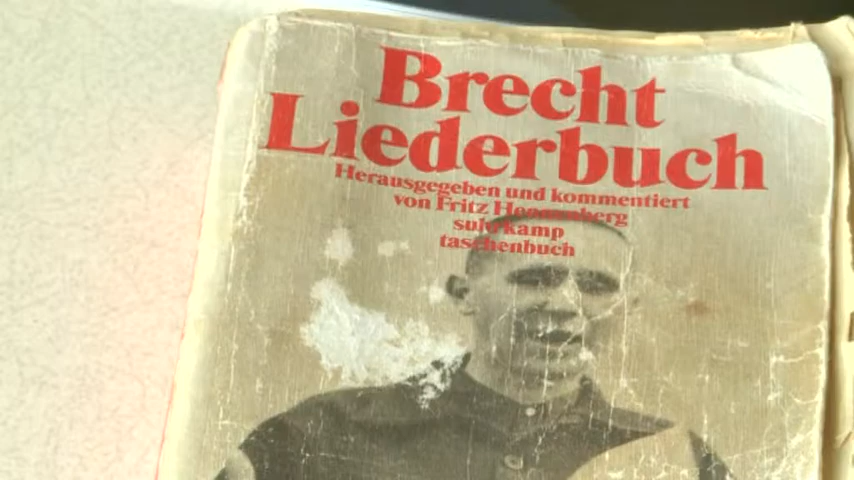 Brecht
Liederbuch
Herausgegeben und kommentiert
von Fritz Hennenberg
suhrkamp
taschenbuch